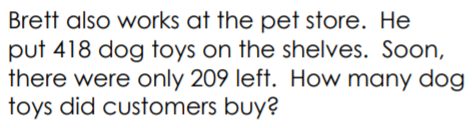 Brett also works at the pet store.  He
put 418 dog toys on the shelves.  Soon,
there were only 209 left.  How many dog
toys did customers buy?